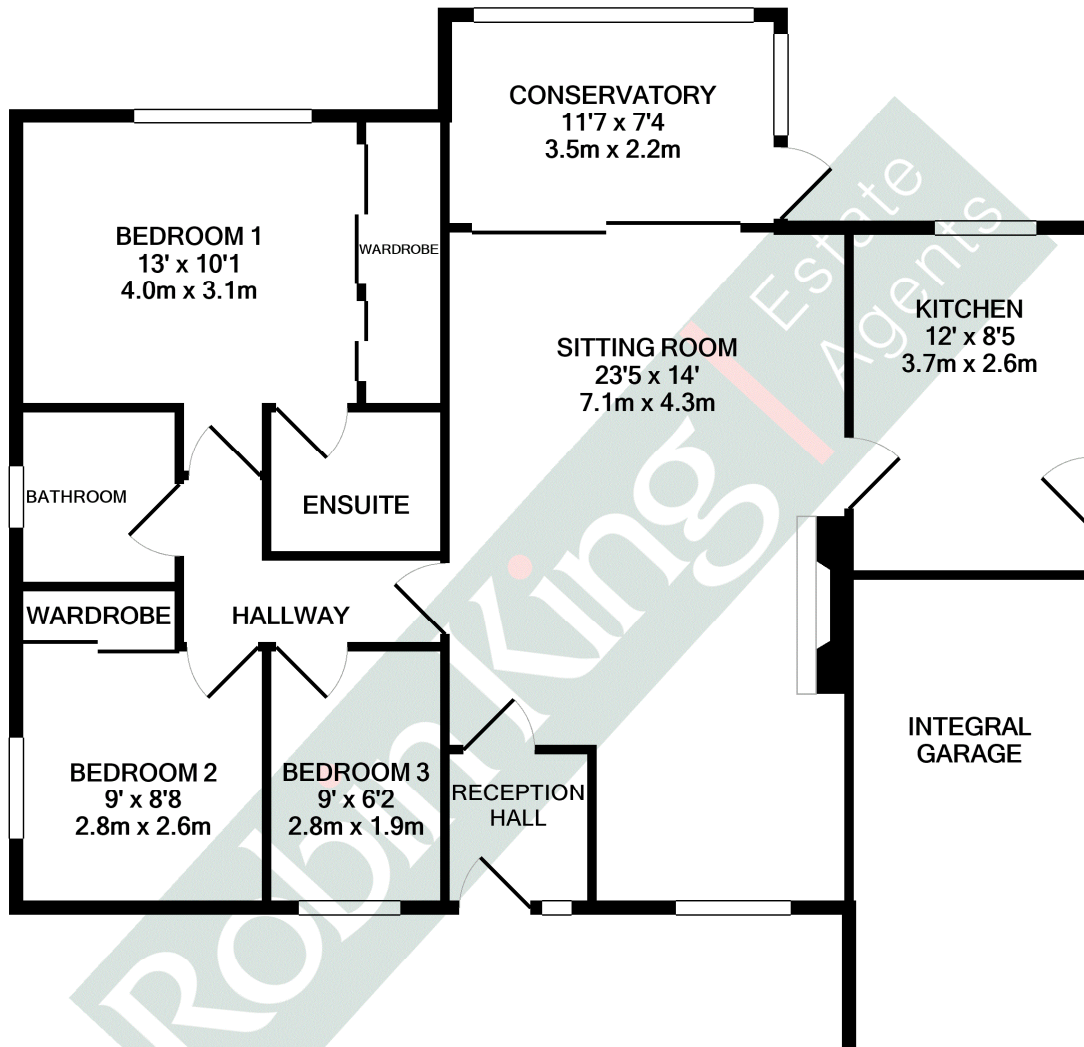 CONSERVATORY
11'7 x 7'4
3.5m x 2.2m
BEDROOM 1
13' x 10'1
4.0m x 3.1m
WARDROBE
SITTING ROOM
23'5 x 14'
7.1m x 4.3m
KITCHEN
12' x 8'5
3.7m x 2.6m
BATHROOM
ENSUITE
WARDROBE
HALLWAY
BEDROOM 2
9' x 8'8
2.8m x 2.6m
BEDROOM 3
9' x 6'2
2.8m x 1.9m
RECEPTION
HALL
INTEGRAL
GARAGE
Robin King
Estate
Agents